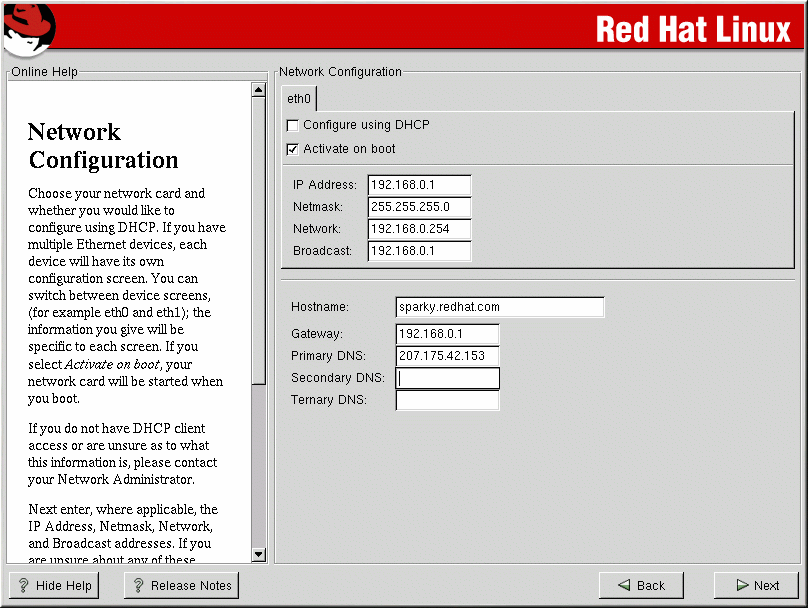 Red Hat Linux
Online Help
Network
Configuration
Choose your network card and
whether you would like to
configure using DHCP. If you have
multiple Ethernet devices, each
device will have its own
configuration screen. You can
switch between device screens,
(for example eth0 and eth1); the
information you give will be
specific to each screen. If you
select Activate on boot, your
network card will be started when
you boot.
If you do not have DHCP client
access or are unsure as to what
this information is, please contact
your Network Administrator.
Next enter, where applicable, the
IP Address, Netmask, Network,
and Broadcast addresses. If you
are unsure about any of these
Network Configuration
eth0
Configure using DHCP
Activate on boot
IP Address: 192.168.0.1
Netmask: 255.255.255.0
Network: 192.168.0.254
Broadcast: 192.168.0.1
Hostname: sparky.redhat.com
Gateway: 192.168.0.1
Primary DNS: 207.175.42.153
Secondary DNS:
Ternary DNS:
Hide Help
Release Notes
Back
Next